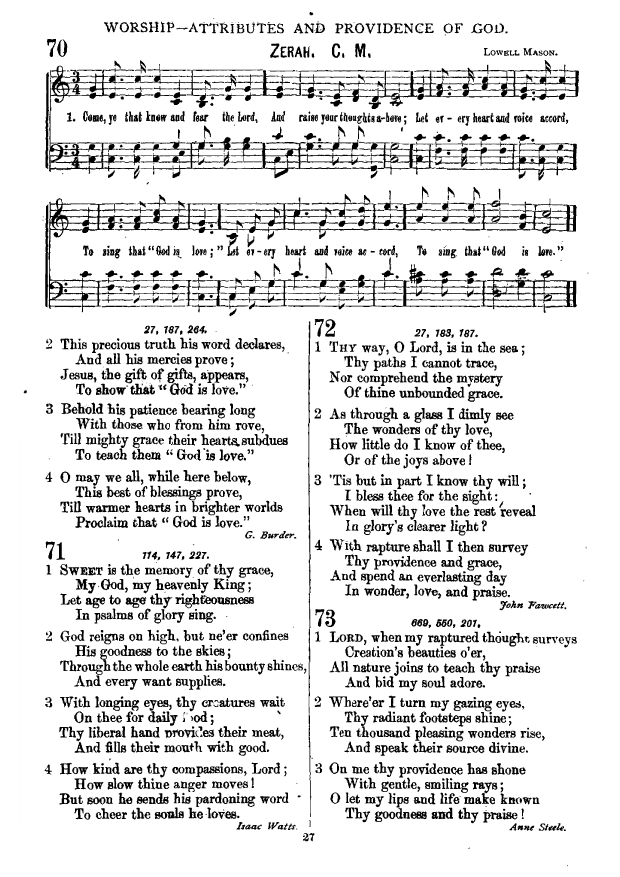 WORSHIP—ATTRIBUTES AND PROVIDENCE OF GOD.
70
ZERAH. C. M.
LOWELL MASON.
1. Come, ye that know and fear the Lord, And raise your thoughts a-bove; Let ev-ery heart and voice accord,
To sing that "God is love;" Let ev-ery heart and voice ac-cord, To sing that "God is love."
27, 187, 264.
2 This precious truth his word declares,
And all his mercies prove;
Jesus, the gift of gifts, appears,
To show that "God is love."
3 Behold his patience bearing long
With those who from him rove,
Till mighty grace their hearts subdues
To teach them "God is love."
4 O may we all, while here below,
This best of blessings prove,
Till warmer hearts in brighter worlds
Proclaim that "God is love."
G. Burder.
71
114, 147, 227.
1 SWEET is the memory of thy grace,
My God, my heavenly King;
Let age to age thy righteousness
In psalms of glory sing.
2 God reigns on high, but ne'er confines
His goodness to the skies;
Through the whole earth his bounty shines,
And every want supplies.
3 With longing eyes, thy creatures wait
On thee for daily food;
Thy liberal hand provides their meat,
And fills their mouth with good.
4 How kind are thy compassions, Lord;
How slow thine anger moves!
But soon he sends his pardoning word
To cheer the souls he loves.
Isaac Watts.
72
27, 183, 187.
1 THY way, O Lord, is in the sea;
Thy paths I cannot trace,
Nor comprehend the mystery
Of thine unbounded grace.
2 As through a glass I dimly see
The wonders of thy love,
How little do I know of thee,
Or of the joys above!
3 'Tis but in part I know thy will;
I bless thee for the sight;
When will thy love the rest reveal
In glory's clearer light?
4 With rapture shall I then survey
Thy providence and grace,
And spend an everlasting day
In wonder, love, and praise.
John Fawcett.
73
669, 550, 207,
1 LORD, when my raptured thought surveys
Creation's beauties o'er,
All nature joins to teach thy praise
And bid my soul adore.
2 Where'er I turn my gazing eyes,
Thy radiant footsteps shine;
Ten thousand pleasing wonders rise,
And speak their source divine.
3 On me thy providence has shone
With gentle, smiling rays;
O let my lips and life make known
Thy goodness and thy praise!
Anne Steele.
27